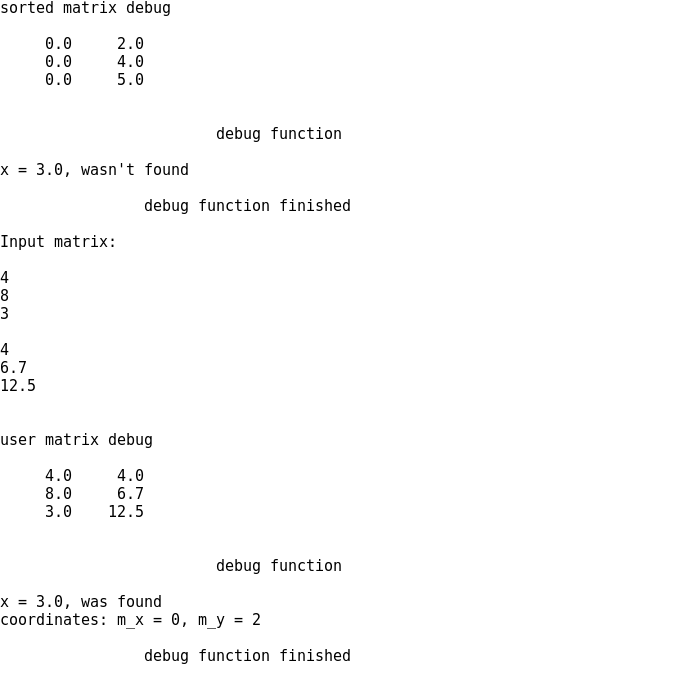 sorted matrix debug
0.0 2.0
0.0 4.0
0.0 5.0
debug function
x = 3.0, wasn't found
debug function finished
Input matrix:
4
8
3
4
6.7
12.5
user matrix debug
4.0 4.0
8.0 6.7
3.0 12.5
debug function
x = 3.0, was found
coordinates: m_x = 0, m_y = 2
debug function finished